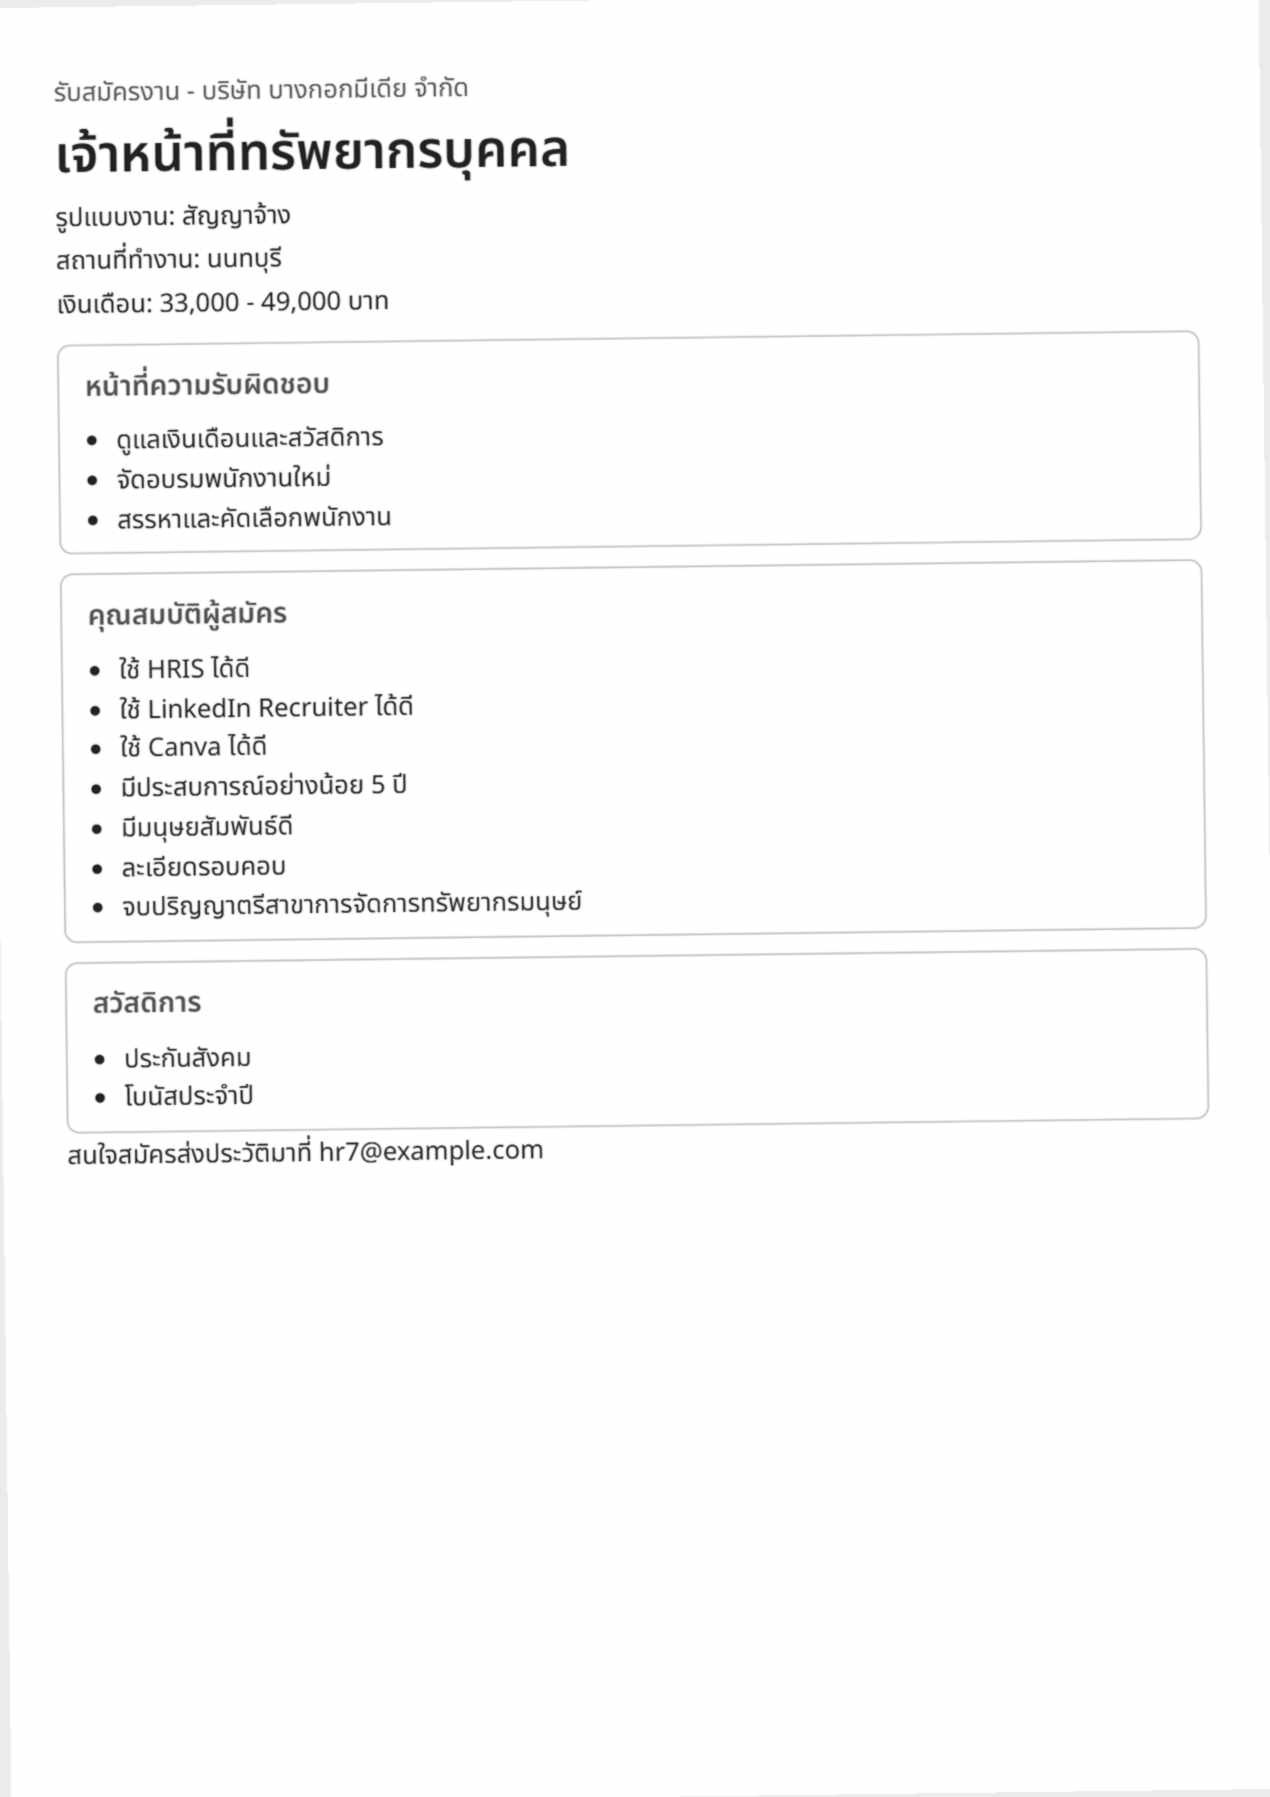 รับสมัครงาน - บริษัท บางกอกมีเดีย จำกัด
เจ้าหน้าที่ทรัพยากรบุคคล
รูปแบบงาน: สัญญาจ้าง
สถานที่ทำงาน: นนทบุรี
เงินเดือน: 33,000 - 49,000 บาท
หน้าที่ความรับผิดชอบ
• ดูแลเงินเดือนและสวัสดิการ
• จัดอบรมพนักงานใหม่
• สรรหาและคัดเลือกพนักงาน
คุณสมบัติผู้สมัคร
• ใช้ HRIS ได้ดี
• ใช้ LinkedIn Recruiter ได้ดี
• ใช้ Canva ได้ดี
• มีประสบการณ์อย่างน้อย 5 ปี
• มีมนุษยสัมพันธ์ดี
• ละเอียดรอบคอบ
• จบปริญญาตรีสาขาการจัดการทรัพยากรมนุษย์
สวัสดิการ
• ประกันสังคม
• โบนัสประจำปี
สนใจสมัครส่งประวัติมาที่ hr7@example.com